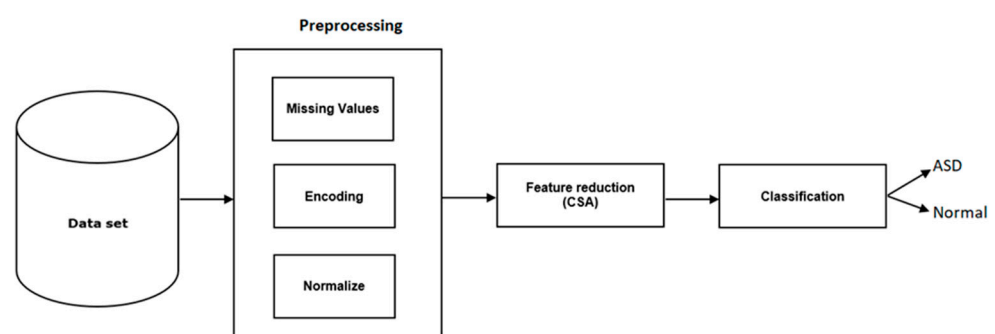 Preprocessing
Missing Values
Encoding
Normalize
Data set
Feature reduction
(CSA)
Classification
ASD
Normal